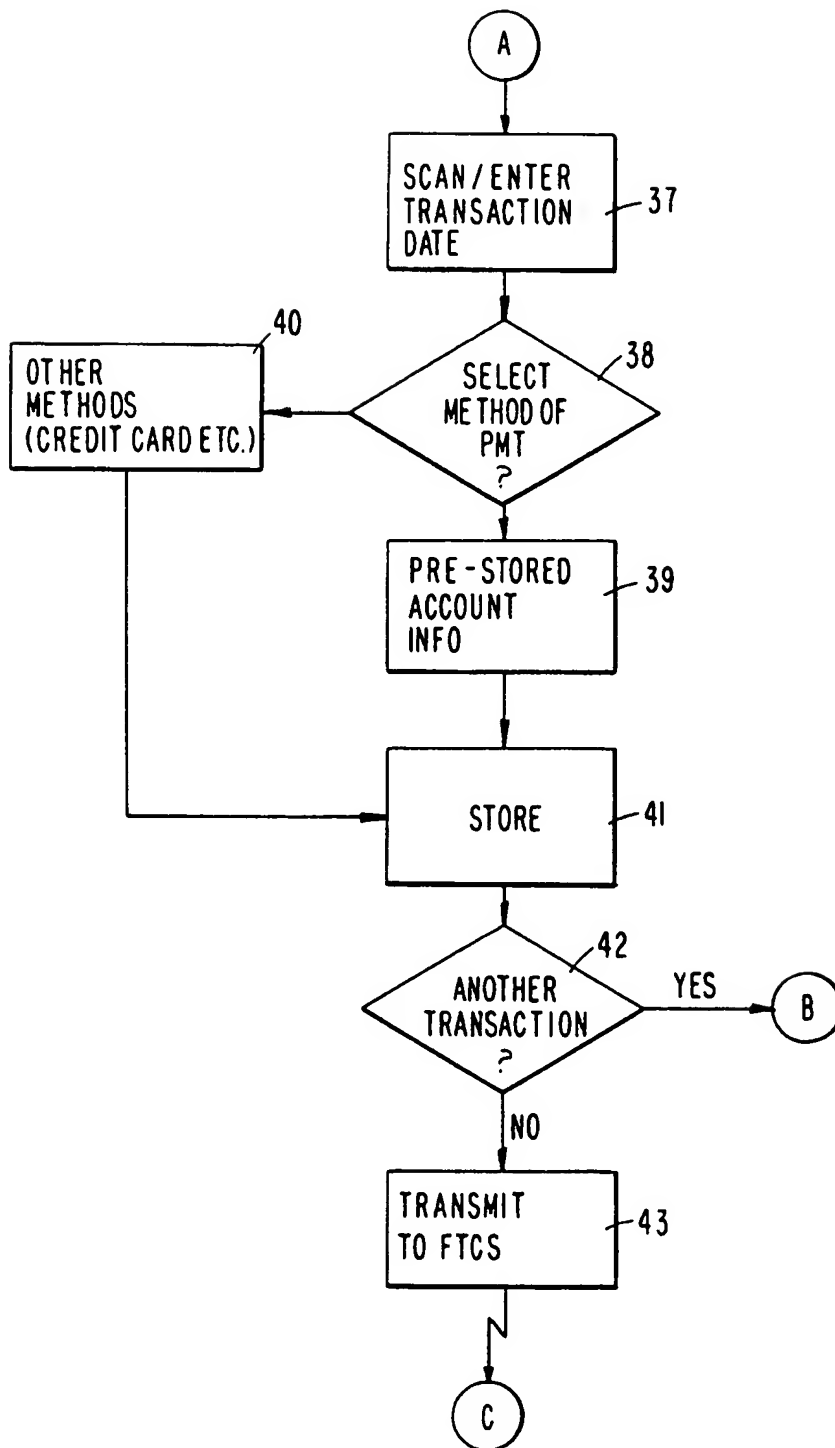 A
SCAN/ENTER
TRANSACTION
DATE
37
40
OTHER
METHODS
(CREDIT CARD ETC.)
38
SELECT
METHOD OF
PMT
?
PRE-STORED
ACCOUNT
INFO
39
STORE
41
42
ANOTHER
TRANSACTION
?
YES
B
NO
TRANSMIT
TO FTCS
43
C